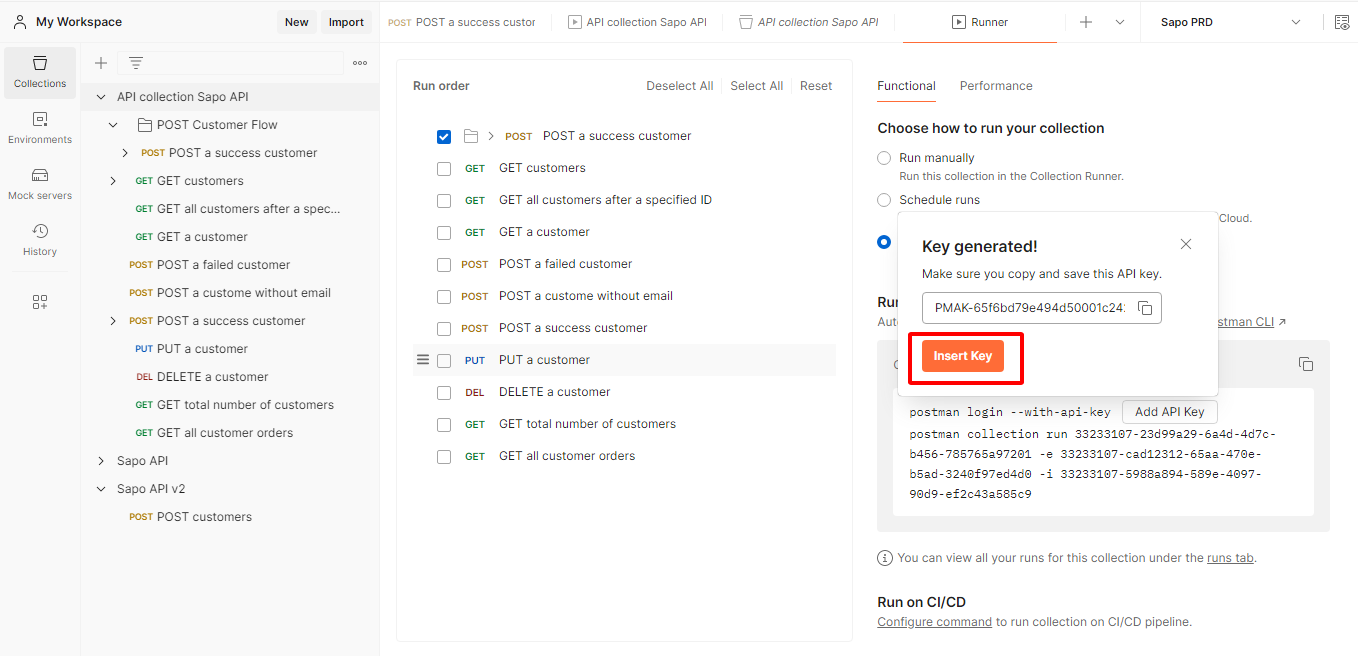 My Workspace
New
Import
POST POST a success custor
API collection Sapo API
API collection Sapo API
Runner
Sapo PRD
Collections
Environments
Mock servers
History
API collection Sapo API
POST Customer Flow
POST POST a success customer
GET GET customers
GET GET all customers after a spec...
GET GET a customer
POST POST a failed customer
POST POST a custome without email
POST POST a success customer
PUT PUT a customer
DEL DELETE a customer
GET GET total number of customers
GET GET all customer orders
Sapo API
Sapo API v2
POST POST customers
Run order
Deselect All
Select All
Reset
POST POST a success customer
GET GET customers
GET GET all customers after a specified ID
GET GET a customer
POST POST a failed customer
POST POST a custome without email
POST POST a success customer
PUT PUT a customer
DEL DELETE a customer
GET GET total number of customers
GET GET all customer orders
Functional
Performance
Choose how to run your collection
Run manually
Run this collection in the Collection Runner.
Schedule runs
Cloud.
Key generated!
Make sure you copy and save this API key.
PMAK-65f6bd79e494d50001c24
Insert Key
stman CLI
postman login --with-api-key Add API Key
postman collection run 33233107-23d99a29-6a4d-4d7c-
b456-785765a97201 -e 33233107-cad12312-65aa-470e-
b5ad-3240f97ed4d0 -i 33233107-5988a894-589e-4097-
90d9-ef2c43a585c9
You can view all your runs for this collection under the runs tab.
Run on CI/CD
Configure command to run collection on CI/CD pipeline.